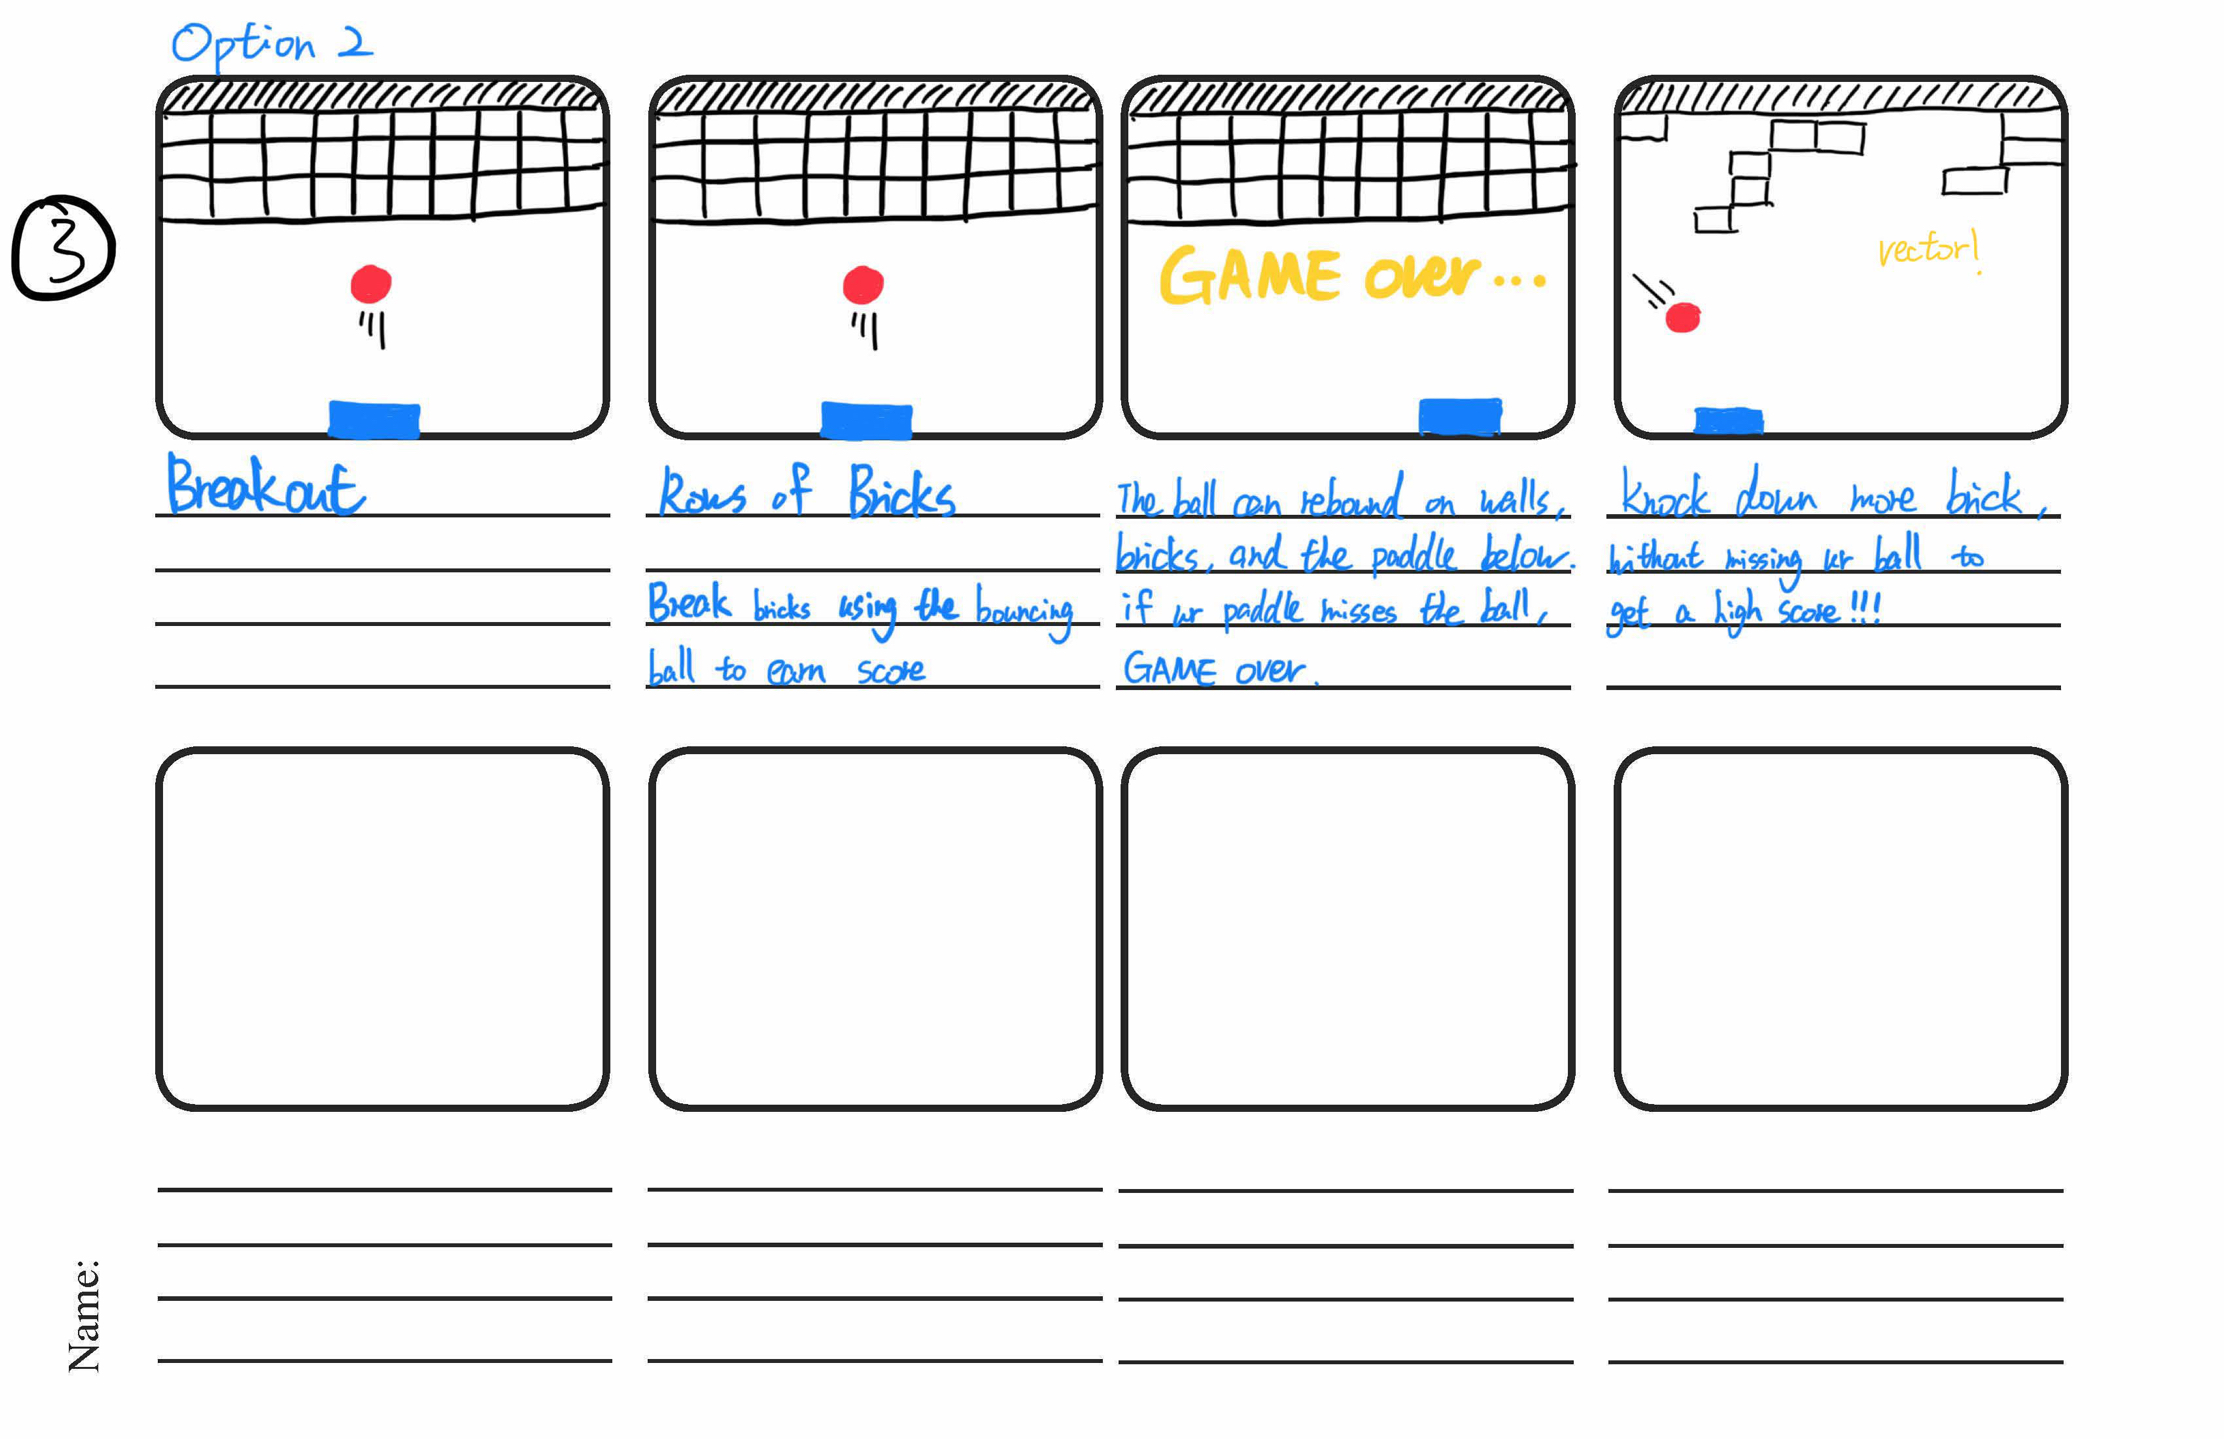 Option 2
3
GAME over...
vector!
Breakout
Rows of Bricks
Break bricks using the bouncing
ball to earn score
The ball can rebound on walls,
bricks, and the paddle below.
if ur paddle misses the ball,
GAME over.
Knock down more brick,
without missing ur ball to
get a high score!!!
Name: